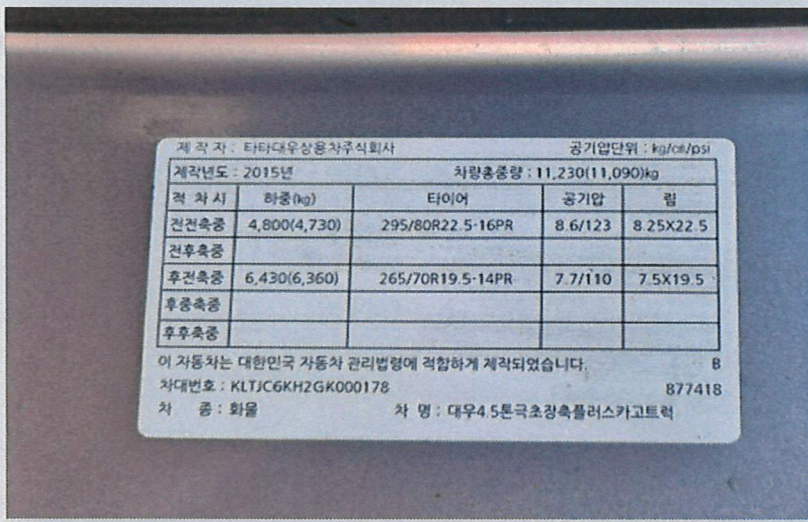 제 작 자 : 타타대우상용차주식회사 공기압단위 : kg/㎠/psi
제작년도 : 2015년 차량총중량 : 11,230(11,090)kg
적 차 시 하중(kg) 타이어 공기압 림
전전축중 4,800(4,730) 295/80R22.5-16PR 8.6/123 8.25X22.5
전후축중
후전축중 6,430(6,360) 265/70R19.5-14PR 7.7/110 7.5X19.5
후중축중
후후축중
이 자동차는 대한민국 자동차 관리법령에 적합하게 제작되었습니다. B
차대번호 : KLTJC6KH2GK000178 877418
차 종 : 화물 차 명 : 대우4.5톤극초장축플러스카고트럭